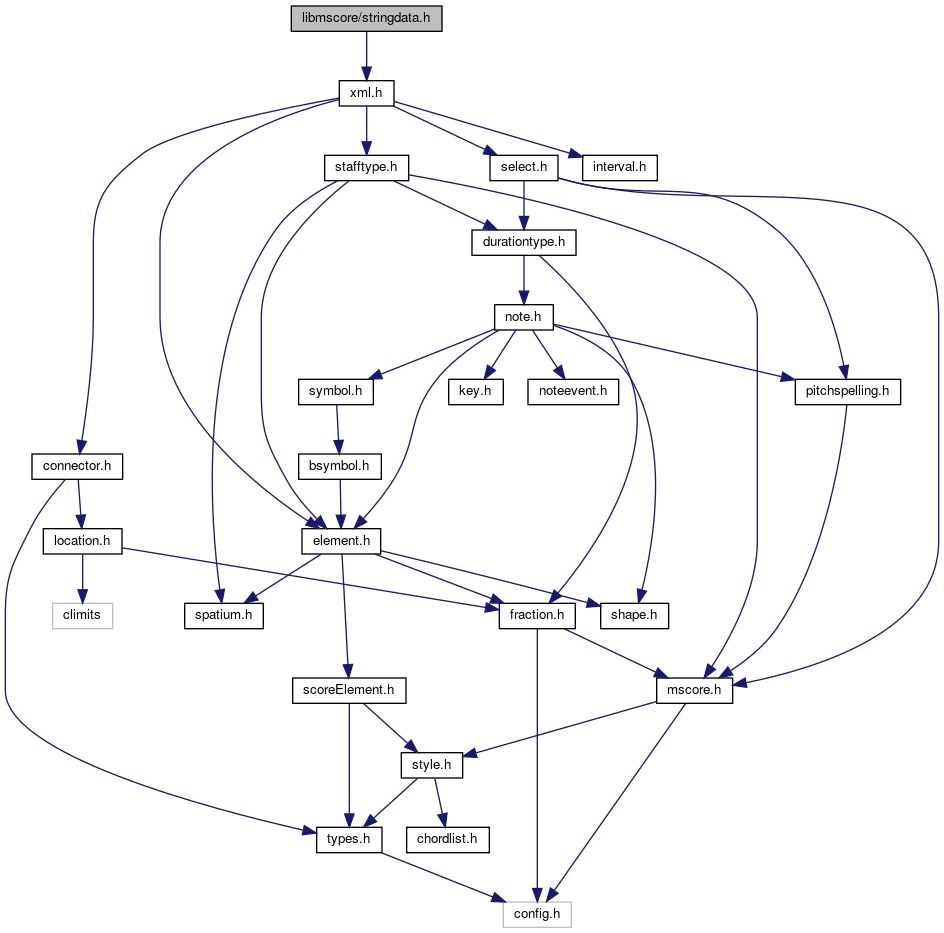 libmscore/stringdata.h
xml.h
stafftype.h
select.h
interval.h
durationtype.h
note.h
symbol.h
key.h
noteevent.h
pitchspelling.h
connector.h
bsymbol.h
location.h
element.h
climits
spatium.h
fraction.h
shape.h
scoreElement.h
mscore.h
style.h
types.h
chordlist.h
config.h